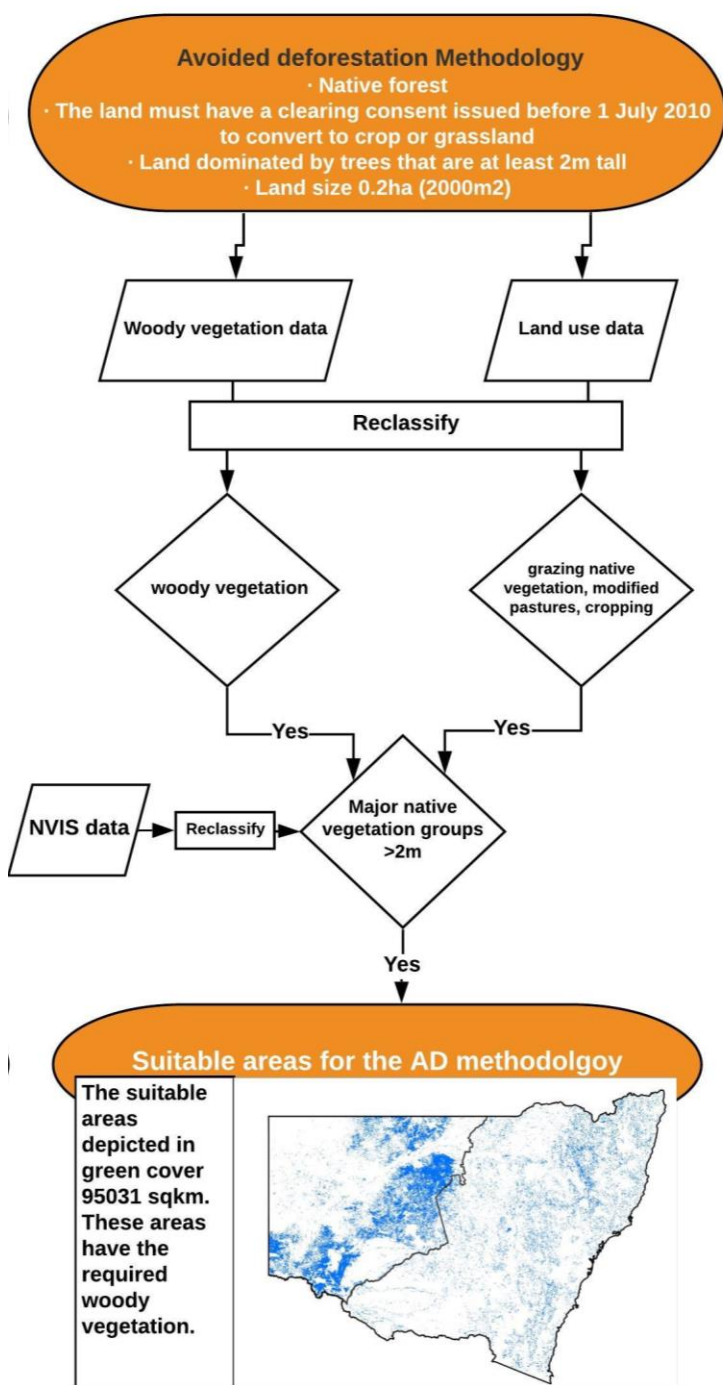 Avoided deforestation Methodology
· Native forest
· The land must have a clearing consent issued before 1 July 2010
to convert to crop or grassland
· Land dominated by trees that are at least 2m tall
· Land size 0.2ha (2000m2)
Woody vegetation data
Land use data
Reclassify
woody vegetation
grazing native
vegetation, modified
pastures, cropping
Yes
Yes
NVIS data
Reclassify
Major native
vegetation groups
>2m
Yes
Suitable areas for the AD methodolgoy
The suitable
areas
depicted in
green cover
95031 sqkm.
These areas
have the
required
woody
vegetation.